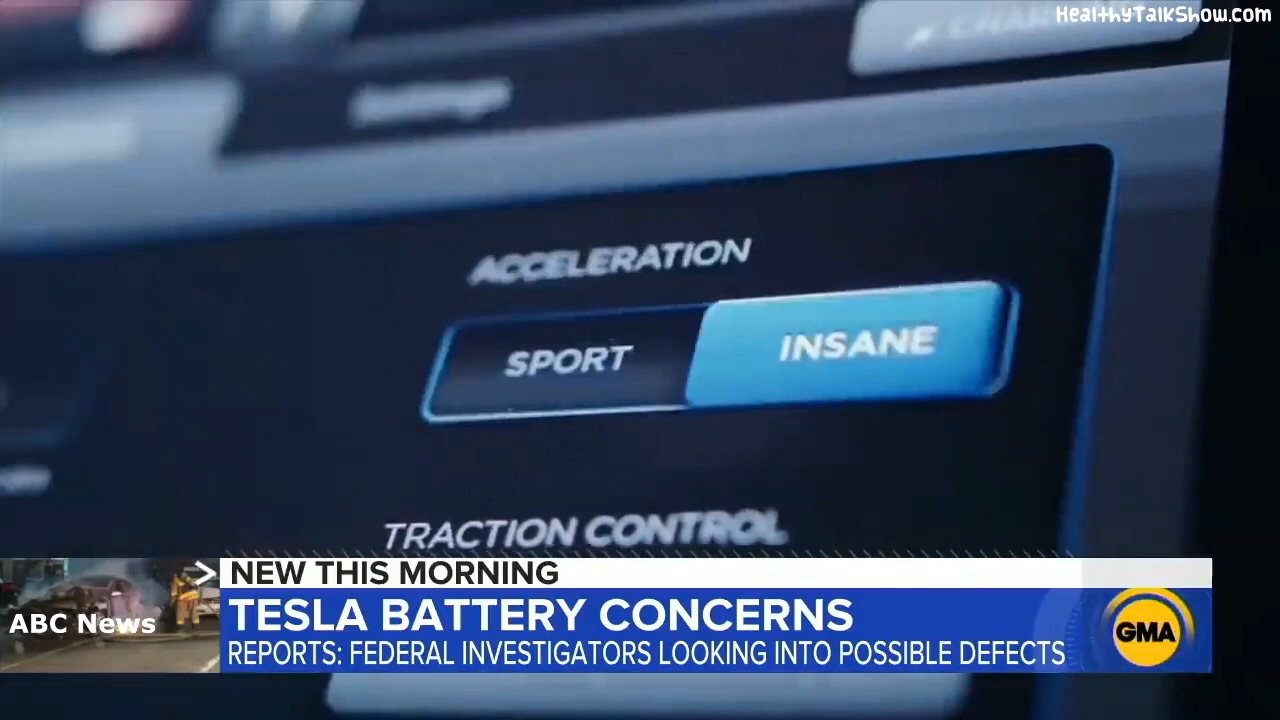 HealthyTalkShow.com
Settings
ACCELERATION
SPORT
INSANE
TRACTION CONTROL
NEW THIS MORNING
TESLA BATTERY CONCERNS
REPORTS: FEDERAL INVESTIGATORS LOOKING INTO POSSIBLE DEFECTS
ABC News
GMA